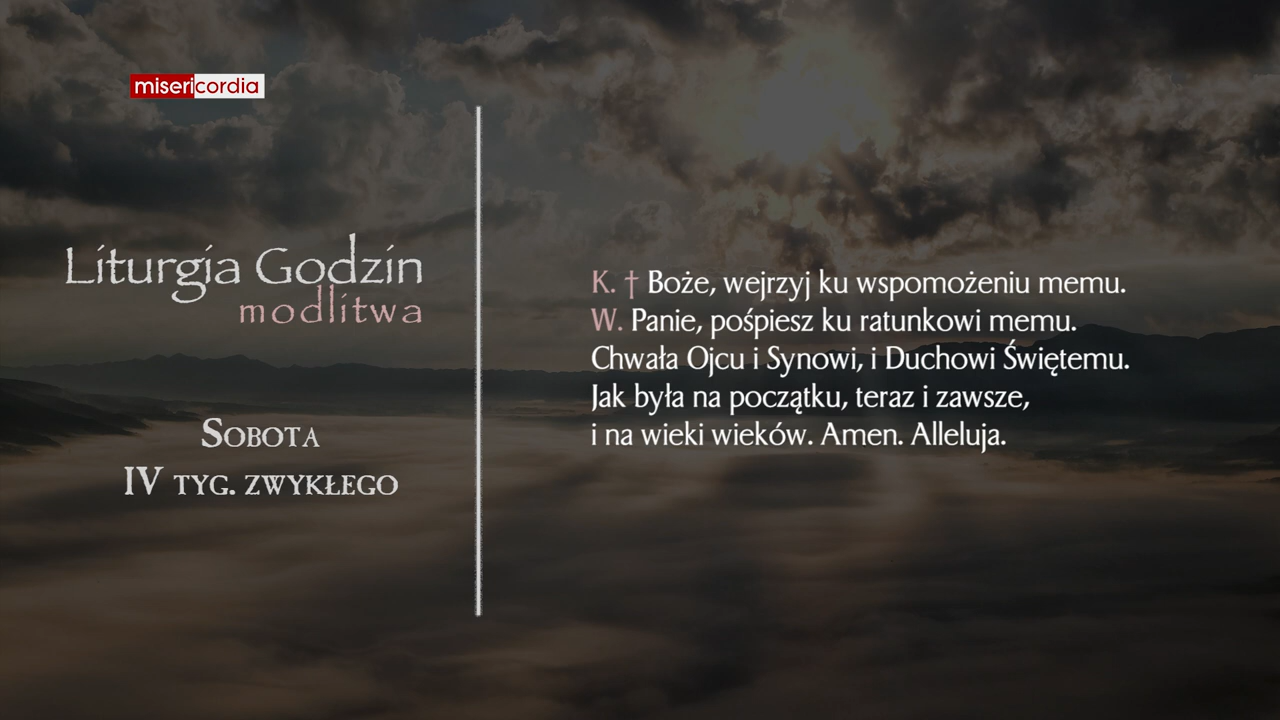 misericordia
Liturgia Godzin
modlitwa
Sobota
IV tyg. zwykłego
K. † Boże, wejrzyj ku wspomożeniu memu.
W. Panie, pośpiesz ku ratunkowi memu.
Chwała Ojcu i Synowi, i Duchowi Świętemu.
Jak była na początku, teraz i zawsze,
i na wieki wieków. Amen. Alleluja.